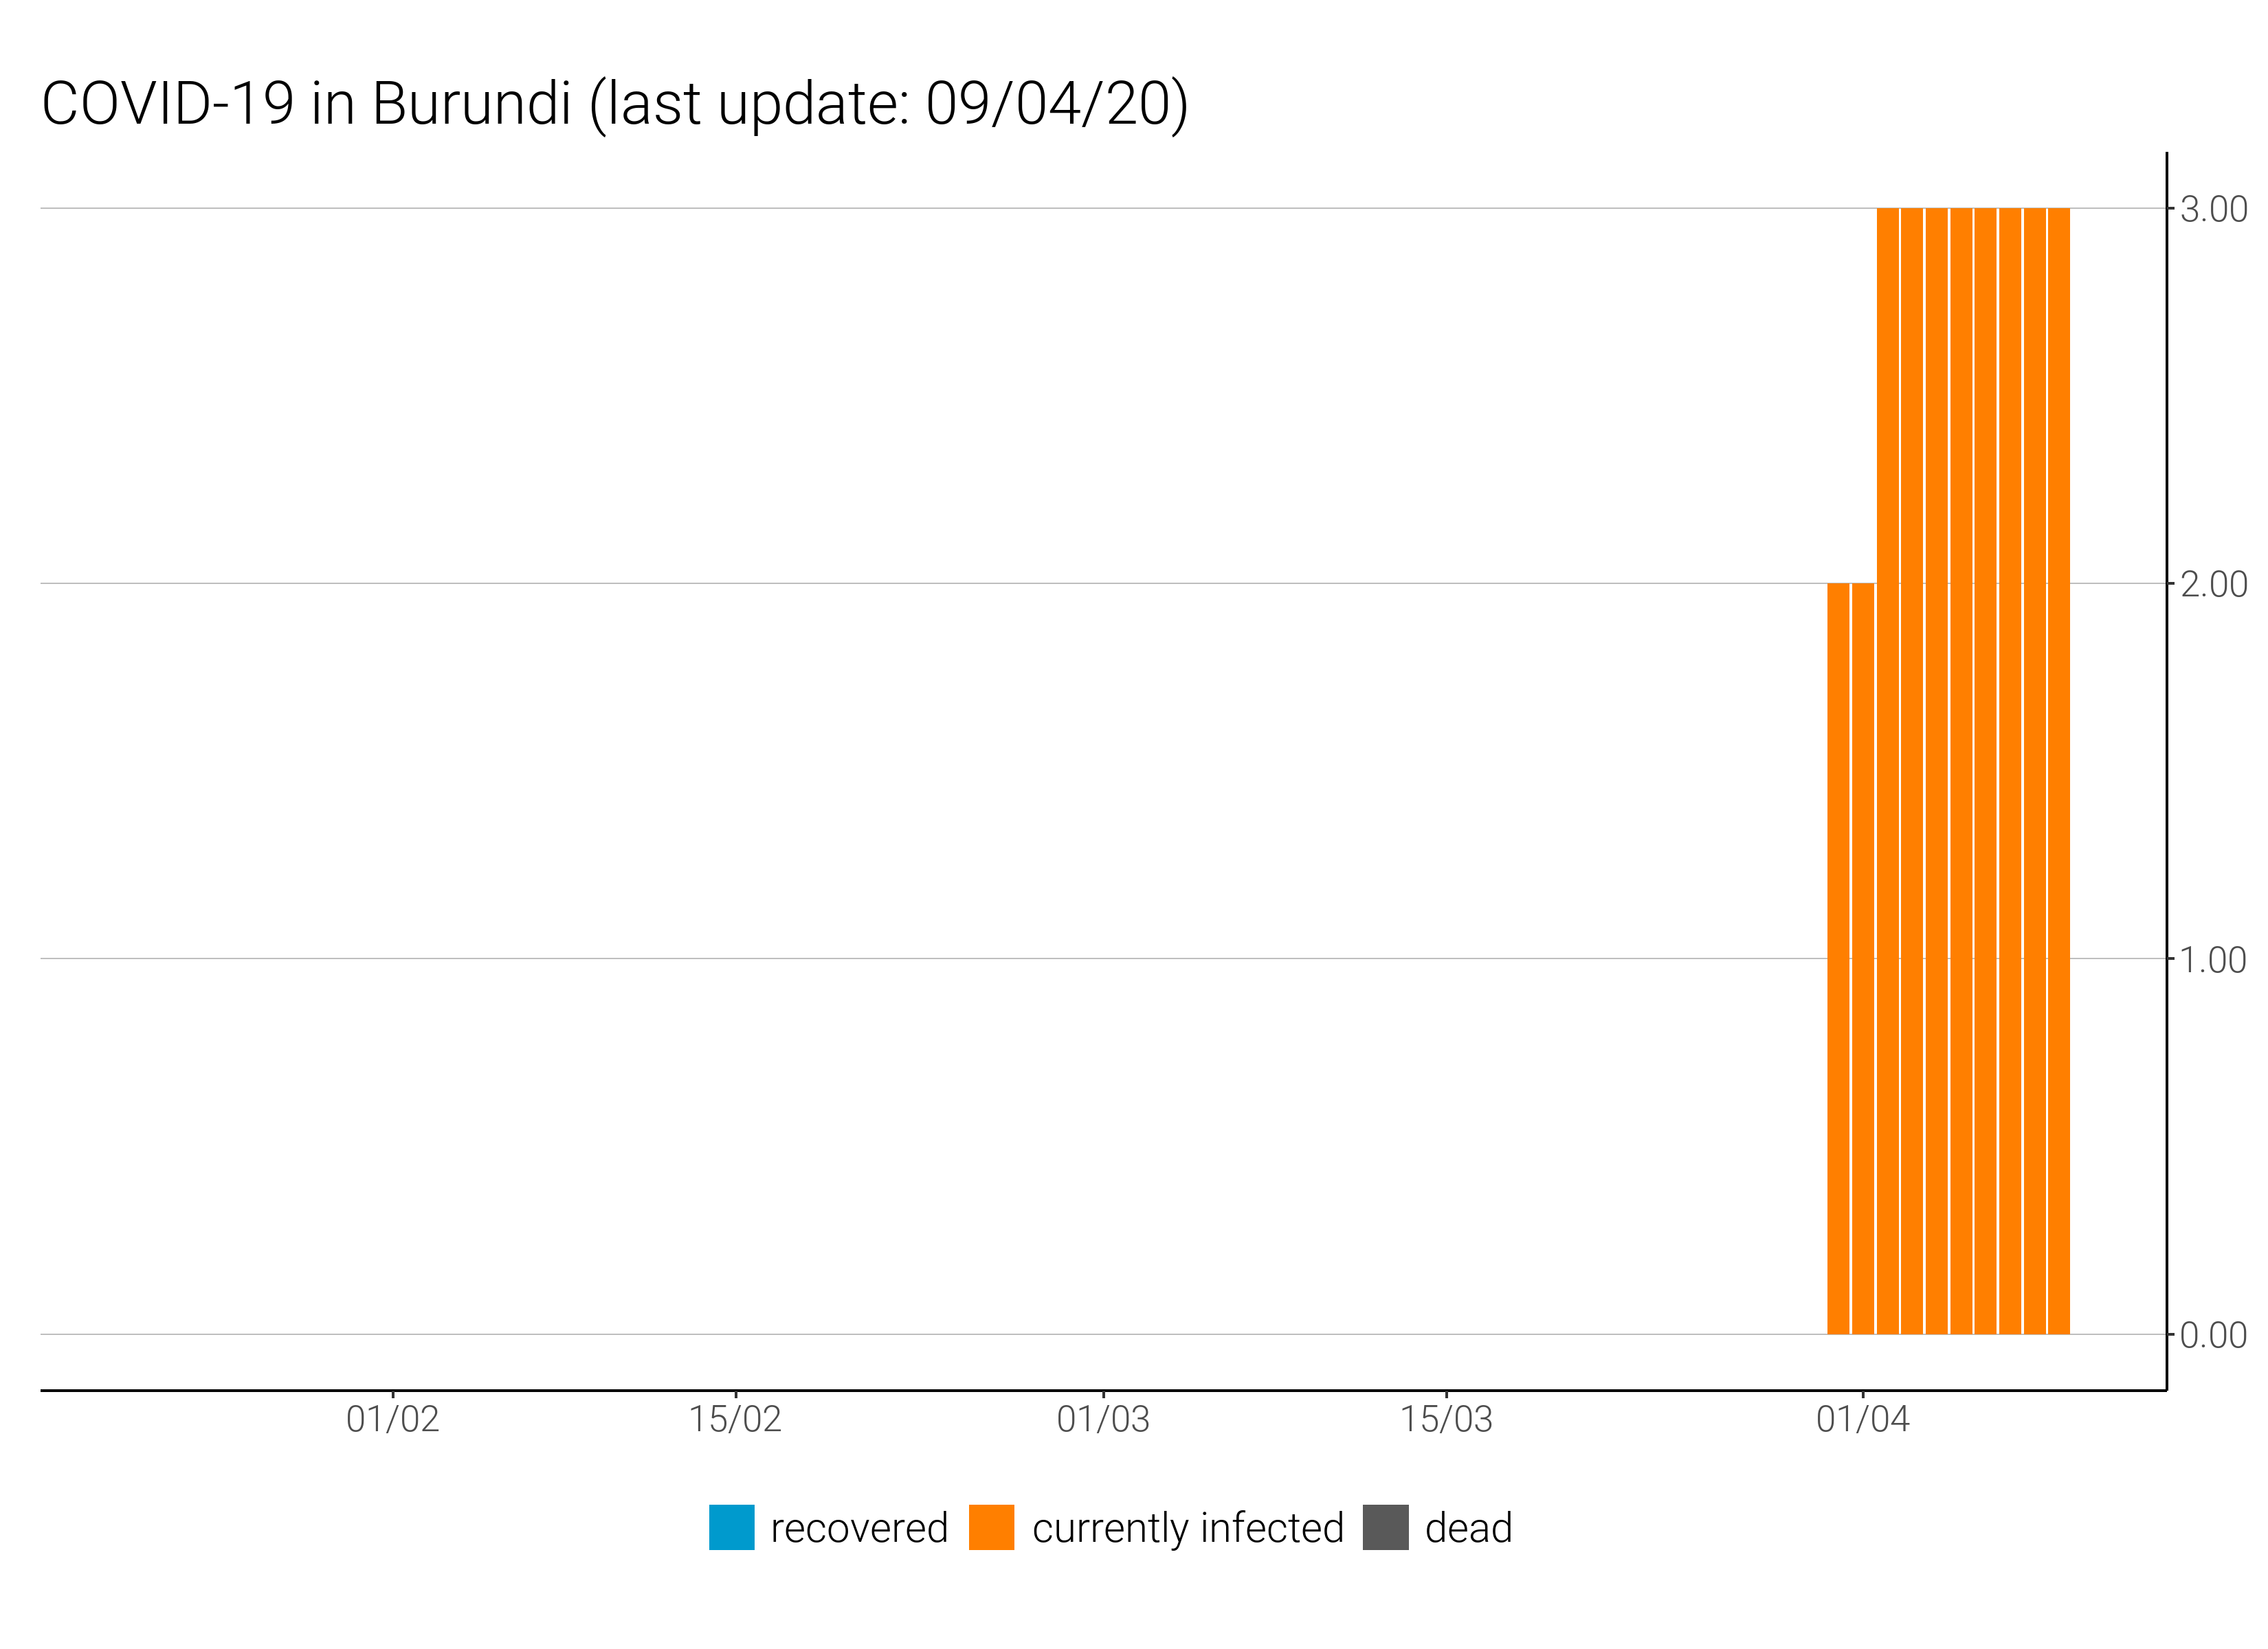 COVID-19 in Burundi (last update: 09/04/20)
3.00
2.00
1.00
0.00
01/02 15/02 01/03 15/03 01/04
recovered currently infected dead